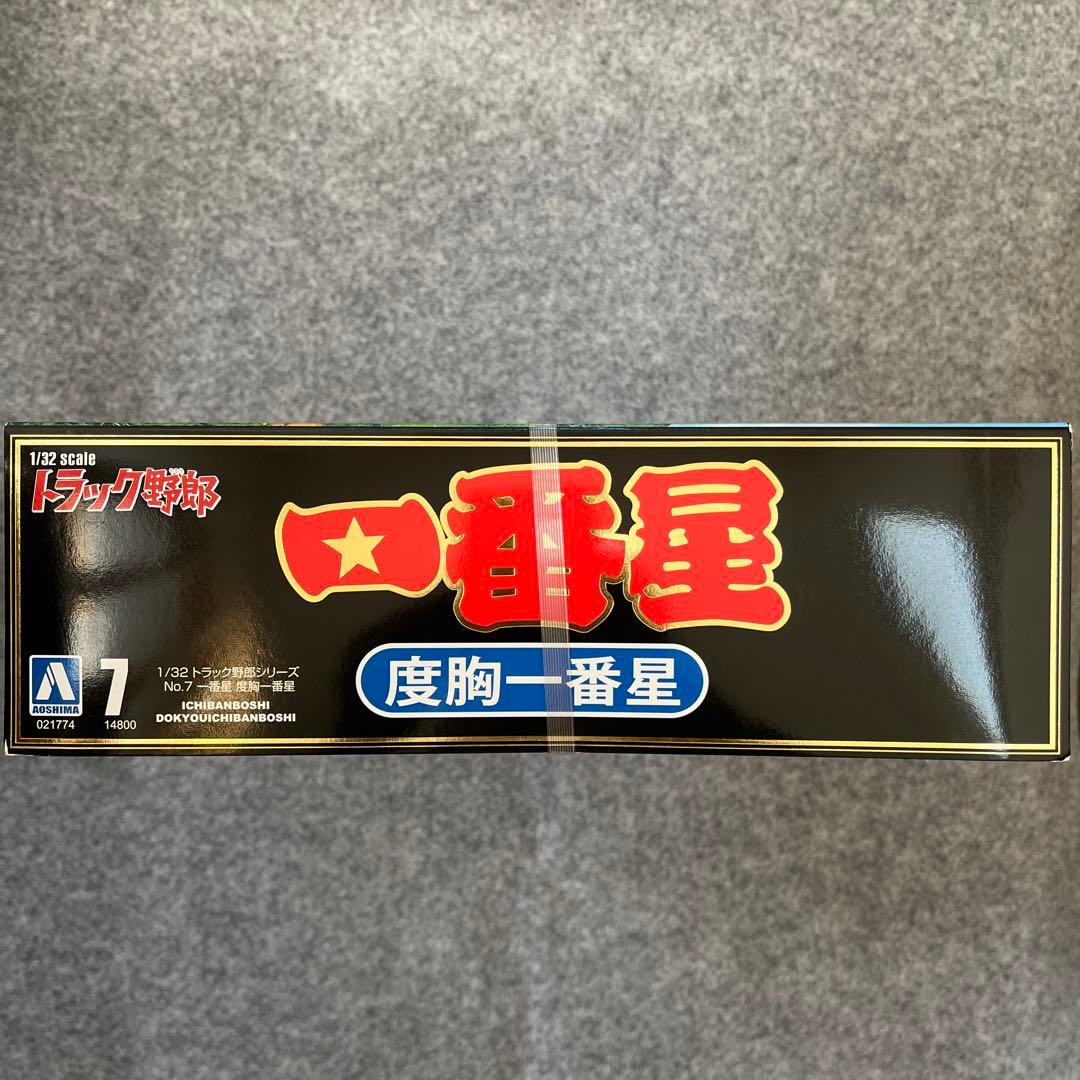 1/32 scale
トラック野郎
一番星
度胸一番星
AOSHIMA
021774
7
14800
1/32 トラック野郎シリーズ
No.7 一番星 度胸一番星
ICHIBANBOSHI
DOKYOUICHIBANBOSHI